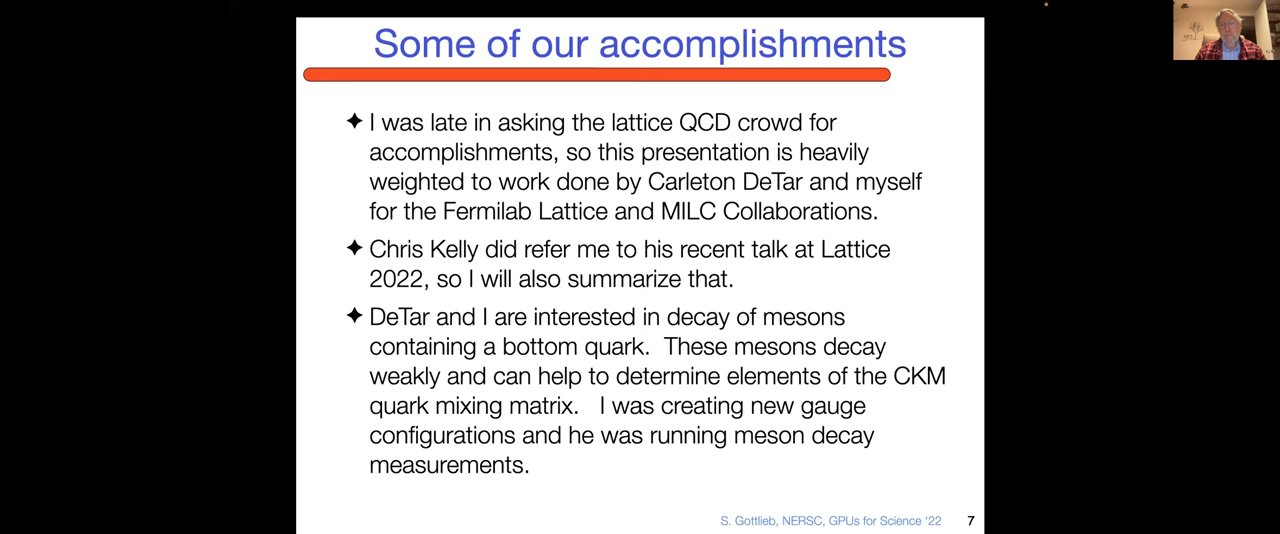 Some of our accomplishments
✦ I was late in asking the lattice QCD crowd for
accomplishments, so this presentation is heavily
weighted to work done by Carleton DeTar and myself
for the Fermilab Lattice and MILC Collaborations.
✦ Chris Kelly did refer me to his recent talk at Lattice
2022, so I will also summarize that.
✦ DeTar and I are interested in decay of mesons
containing a bottom quark.  These mesons decay
weakly and can help to determine elements of the CKM
quark mixing matrix.   I was creating new gauge
configurations and he was running meson decay
measurements.
S. Gottlieb, NERSC, GPUs for Science ‘22 7